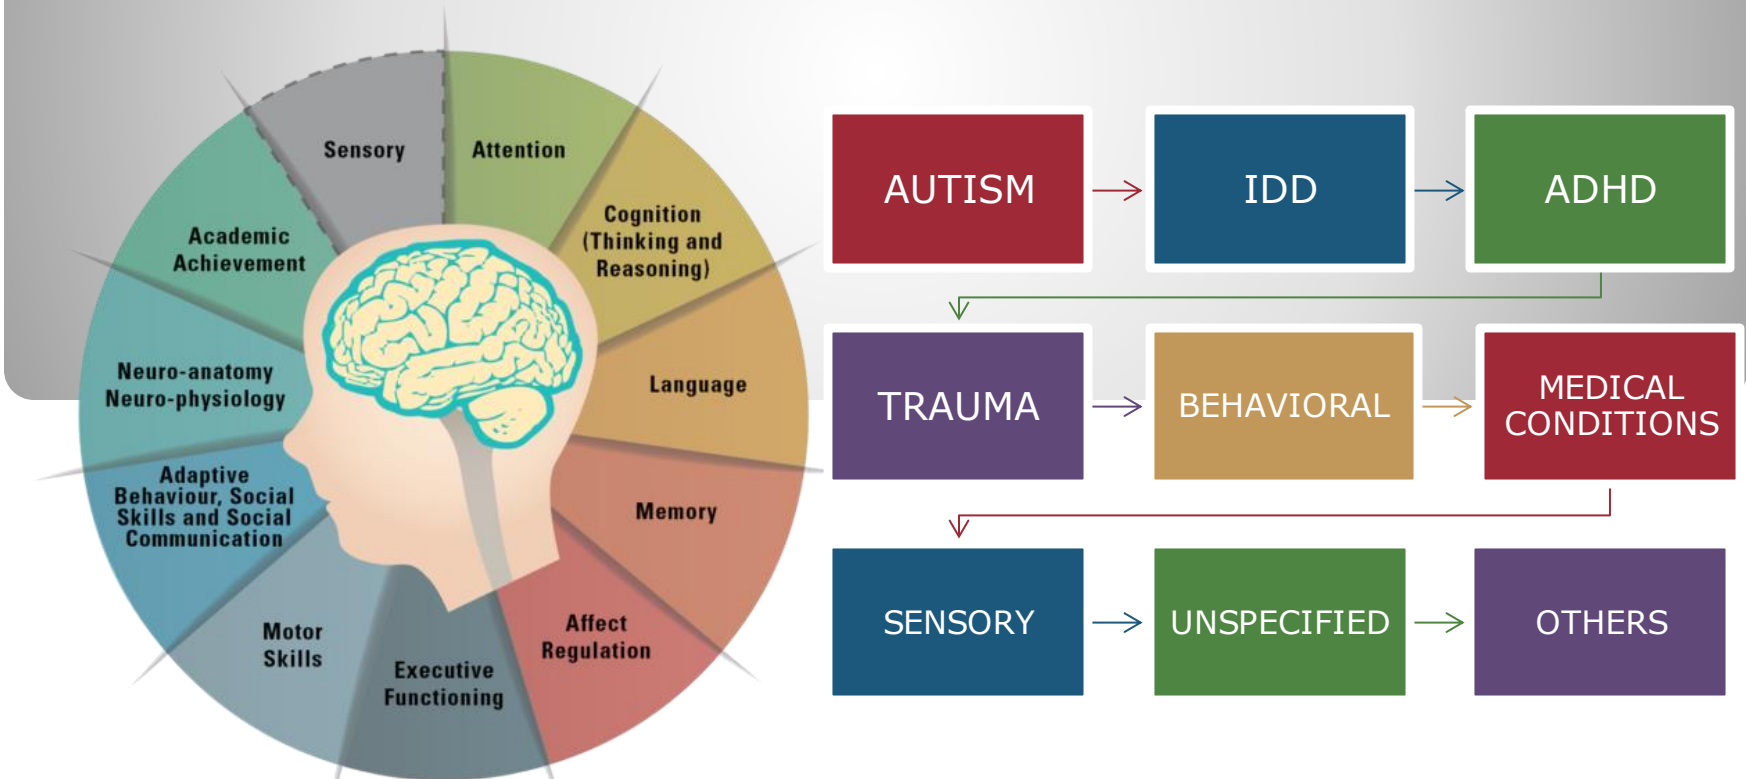 Sensory
Attention
Cognition
(Thinking and
Reasoning)
Language
Memory
Affect
Regulation
Executive
Functioning
Motor
Skills
Adaptive
Behaviour, Social
Skills and Social
Communication
Neuro-anatomy
Neuro-physiology
Academic
Achievement
AUTISM
IDD
ADHD
TRAUMA
BEHAVIORAL
MEDICAL
CONDITIONS
SENSORY
UNSPECIFIED
OTHERS